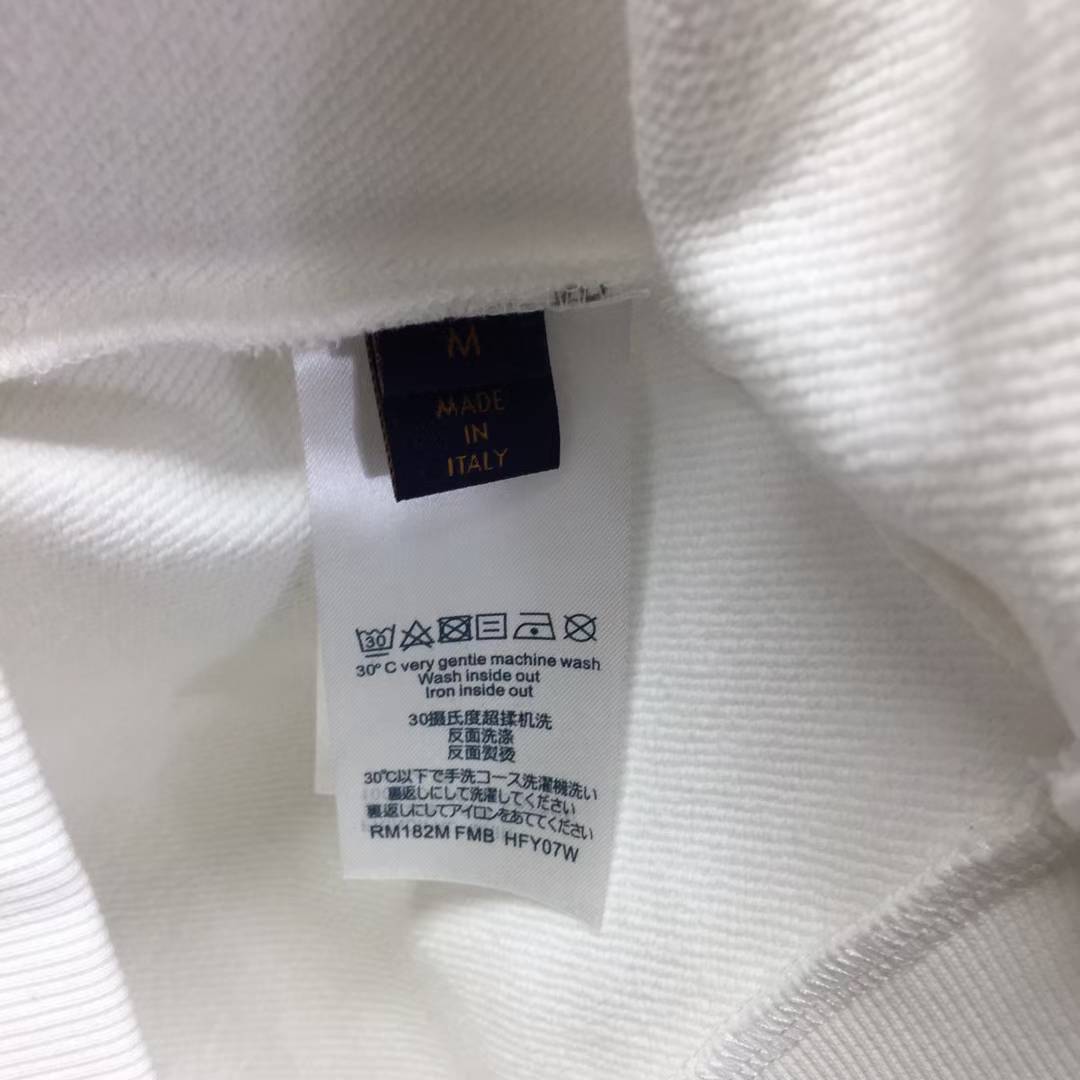 M
MADE
IN
ITALY
30
30°C very gentle machine wash
Wash inside out
Iron inside out
30摄氏度超揉机洗
反面洗涤
反面熨烫
30℃以下で手洗コース洗濯機洗い
裏返しにして洗濯してください
裏返しにしてアイロンをあててください
RM182M FMB HFY07W